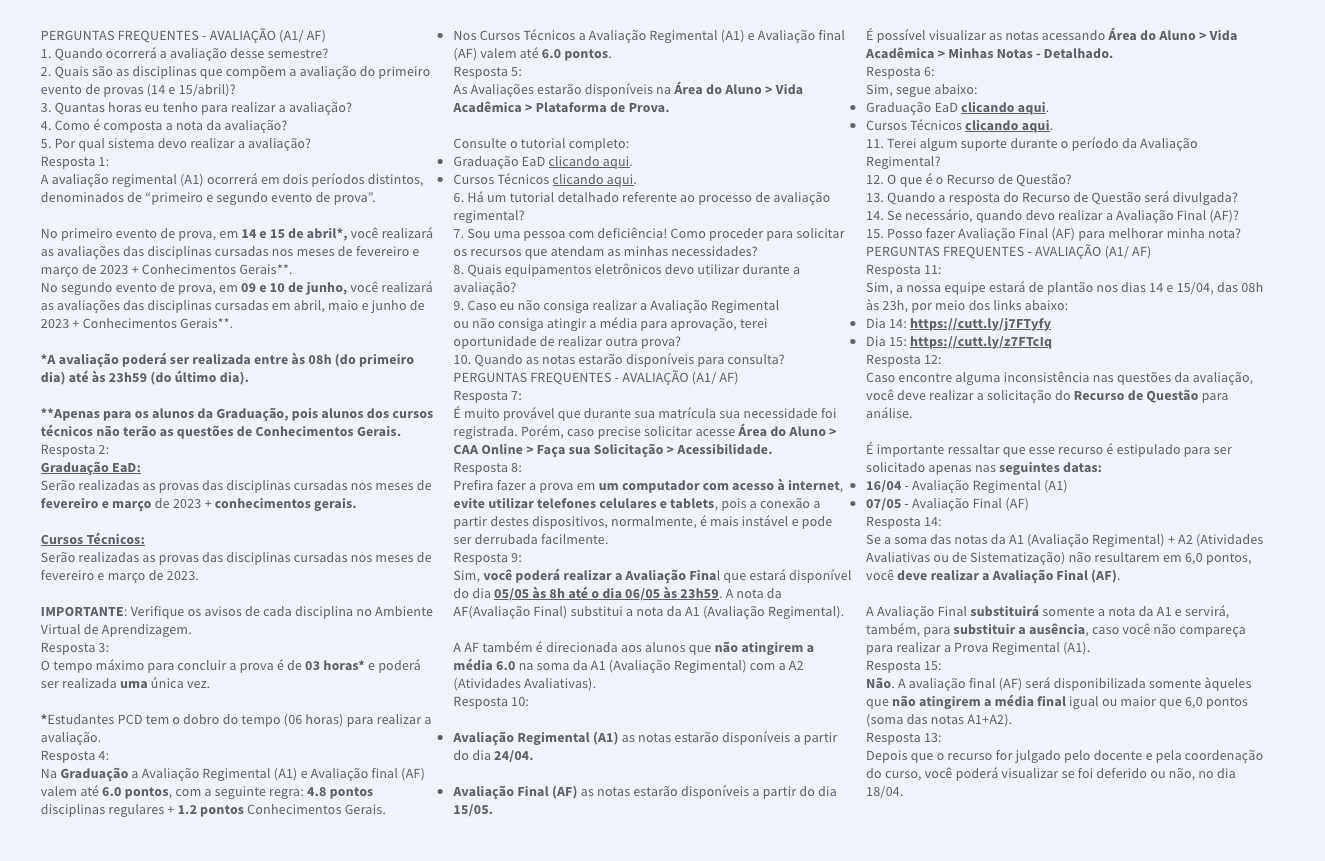 PERGUNTAS FREQUENTES - AVALIAÇÃO (A1/ AF)
1. Quando ocorrerá a avaliação desse semestre?
2. Quais são as disciplinas que compõem a avaliação do primeiro
evento de provas (14 e 15/abril)?
3. Quantas horas eu tenho para realizar a avaliação?
4. Como é composta a nota da avaliação?
5. Por qual sistema devo realizar a avaliação?
Resposta 1:
A avaliação regimental (A1) ocorrerá em dois períodos distintos,
denominados de “primeiro e segundo evento de prova”.
No primeiro evento de prova, em 14 e 15 de abril*, você realizará
as avaliações das disciplinas cursadas nos meses de fevereiro e
março de 2023 + Conhecimentos Gerais**.
No segundo evento de prova, em 09 e 10 de junho, você realizará
as avaliações das disciplinas cursadas em abril, maio e junho de
2023 + Conhecimentos Gerais**.
*A avaliação poderá ser realizada entre às 08h (do primeiro
dia) até às 23h59 (do último dia).
**Apenas para os alunos da Graduação, pois alunos dos cursos
técnicos não terão as questões de Conhecimentos Gerais.
Resposta 2:
Graduação EaD:
Serão realizadas as provas das disciplinas cursadas nos meses de
fevereiro e março de 2023 + conhecimentos gerais.
Cursos Técnicos:
Serão realizadas as provas das disciplinas cursadas nos meses de
fevereiro e março de 2023.
IMPORTANTE: Verifique os avisos de cada disciplina no Ambiente
Virtual de Aprendizagem.
Resposta 3:
O tempo máximo para concluir a prova é de 03 horas* e poderá
ser realizada uma única vez.
*Estudantes PCD tem o dobro do tempo (06 horas) para realizar a
avaliação.
Resposta 4:
Na Graduação a Avaliação Regimental (A1) e Avaliação final (AF)
valem até 6.0 pontos, com a seguinte regra: 4.8 pontos
disciplinas regulares + 1.2 pontos Conhecimentos Gerais.
• Nos Cursos Técnicos a Avaliação Regimental (A1) e Avaliação final
(AF) valem até 6.0 pontos.
Resposta 5:
As Avaliações estarão disponíveis na Área do Aluno > Vida
Acadêmica > Plataforma de Prova.
Consulte o tutorial completo:
• Graduação EaD clicando aqui.
• Cursos Técnicos clicando aqui.
6. Há um tutorial detalhado referente ao processo de avaliação
regimental?
7. Sou uma pessoa com deficiência! Como proceder para solicitar
os recursos que atendam as minhas necessidades?
8. Quais equipamentos eletrônicos devo utilizar durante a
avaliação?
9. Caso eu não consiga realizar a Avaliação Regimental
ou não consiga atingir a média para aprovação, terei
oportunidade de realizar outra prova?
10. Quando as notas estarão disponíveis para consulta?
PERGUNTAS FREQUENTES - AVALIAÇÃO (A1/ AF)
Resposta 7:
É muito provável que durante sua matrícula sua necessidade foi
registrada. Porém, caso precise solicitar acesse Área do Aluno >
CAA Online > Faça sua Solicitação > Acessibilidade.
Resposta 8:
Prefira fazer a prova em um computador com acesso à internet,
evite utilizar telefones celulares e tablets, pois a conexão a
partir destes dispositivos, normalmente, é mais instável e pode
ser derrubada facilmente.
Resposta 9:
Sim, você poderá realizar a Avaliação Final que estará disponível
do dia 05/05 às 8h até o dia 06/05 às 23h59. A nota da
AF(Avaliação Final) substitui a nota da A1 (Avaliação Regimental).
A AF também é direcionada aos alunos que não atingirem a
média 6.0 na soma da A1 (Avaliação Regimental) com a A2
(Atividades Avaliativas).
Resposta 10:
• Avaliação Regimental (A1) as notas estarão disponíveis a partir
do dia 24/04.
• Avaliação Final (AF) as notas estarão disponíveis a partir do dia
15/05.
É possível visualizar as notas acessando Área do Aluno > Vida
Acadêmica > Minhas Notas - Detalhado.
Resposta 6:
Sim, segue abaixo:
• Graduação EaD clicando aqui.
• Cursos Técnicos clicando aqui.
11. Terei algum suporte durante o período da Avaliação
Regimental?
12. O que é o Recurso de Questão?
13. Quando a resposta do Recurso de Questão será divulgada?
14. Se necessário, quando devo realizar a Avaliação Final (AF)?
15. Posso fazer Avaliação Final (AF) para melhorar minha nota?
PERGUNTAS FREQUENTES - AVALIAÇÃO (A1/ AF)
Resposta 11:
Sim, a nossa equipe estará de plantão nos dias 14 e 15/04, das 08h
às 23h, por meio dos links abaixo:
• Dia 14: https://cutt.ly/j7FTyfy
• Dia 15: https://cutt.ly/z7FTcIq
Resposta 12:
Caso encontre alguma inconsistência nas questões da avaliação,
você deve realizar a solicitação do Recurso de Questão para
análise.
É importante ressaltar que esse recurso é estipulado para ser
solicitado apenas nas seguintes datas:
• 16/04 - Avaliação Regimental (A1)
• 07/05 - Avaliação Final (AF)
Resposta 14:
Se a soma das notas da A1 (Avaliação Regimental) + A2 (Atividades
Avaliativas ou de Sistematização) não resultarem em 6,0 pontos,
você deve realizar a Avaliação Final (AF).
A Avaliação Final substituirá somente a nota da A1 e servirá,
também, para substituir a ausência, caso você não compareça
para realizar a Prova Regimental (A1).
Resposta 15:
Não. A avaliação final (AF) será disponibilizada somente àqueles
que não atingirem a média final igual ou maior que 6,0 pontos
(soma das notas A1+A2).
Resposta 13:
Depois que o recurso for julgado pelo docente e pela coordenação
do curso, você poderá visualizar se foi deferido ou não, no dia
18/04.